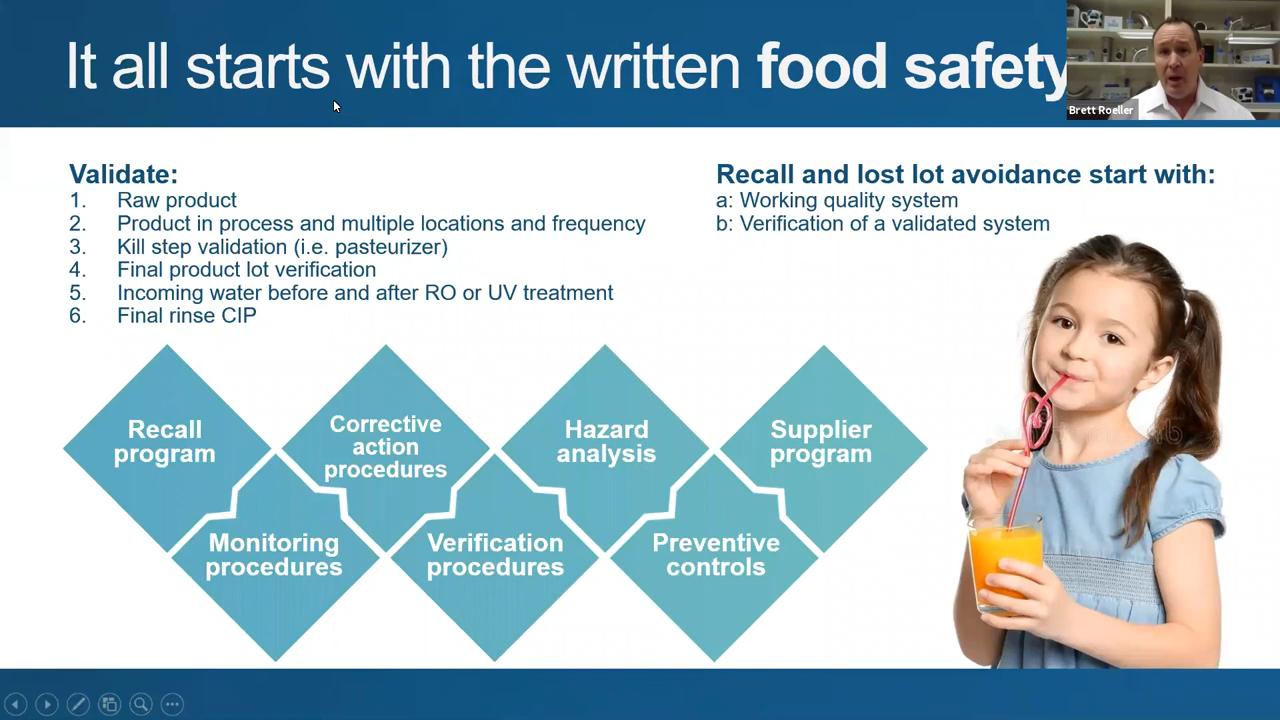 It all starts with the written food safety
Brett Roeller
Validate:
1. Raw product
2. Product in process and multiple locations and frequency
3. Kill step validation (i.e. pasteurizer)
4. Final product lot verification
5. Incoming water before and after RO or UV treatment
6. Final rinse CIP
Recall and lost lot avoidance start with:
a: Working quality system
b: Verification of a validated system
Recall
program
Monitoring
procedures
Corrective
action
procedures
Verification
procedures
Hazard
analysis
Preventive
controls
Supplier
program